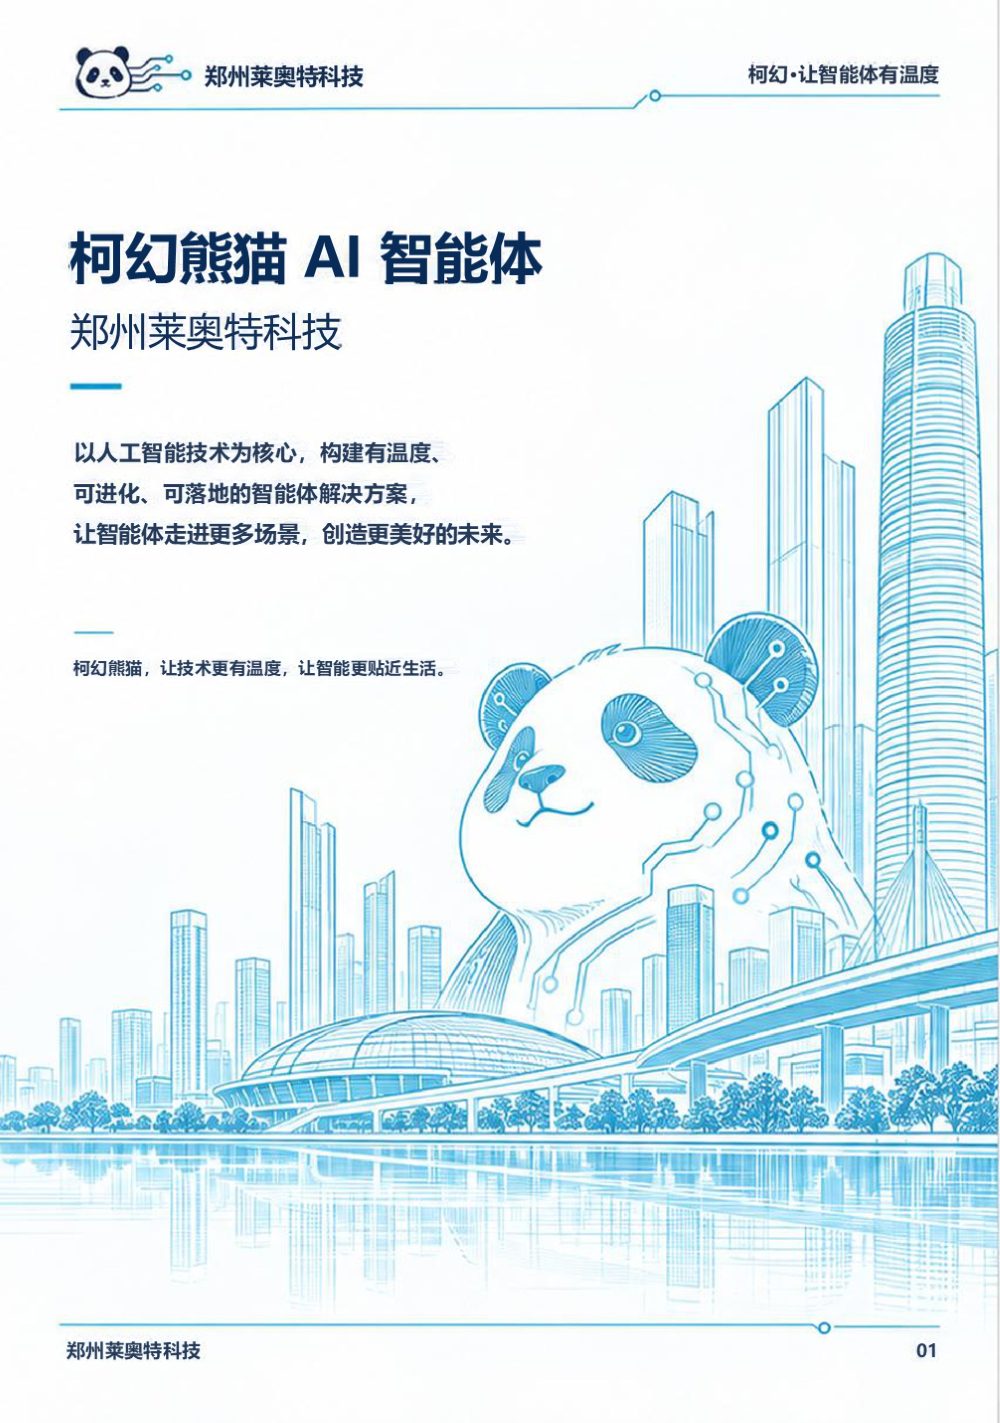 郑州莱奥特科技
柯幻·让智能体有温度
柯幻熊猫 AI 智能体
郑州莱奥特科技
以人工智能技术为核心，构建有温度、
可进化、可落地的智能体解决方案，
让智能体走进更多场景，创造更美好的未来。
柯幻熊猫，让技术更有温度，让智能更贴近生活。
郑州莱奥特科技
01